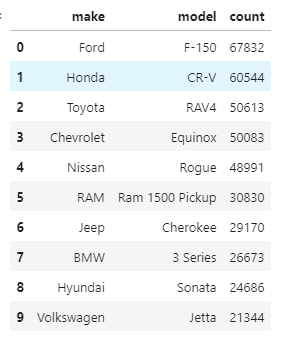 make model count
0 Ford F-150 67832
1 Honda CR-V 60544
2 Toyota RAV4 50613
3 Chevrolet Equinox 50083
4 Nissan Rogue 48991
5 RAM Ram 1500 Pickup 30830
6 Jeep Cherokee 29170
7 BMW 3 Series 26673
8 Hyundai Sonata 24686
9 Volkswagen Jetta 21344